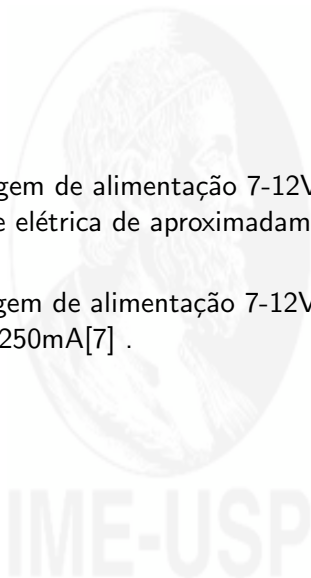 gem de alimentação 7-12V
e elétrica de aproximadam
gem de alimentação 7-12V
250mA[7] .
IME-USP